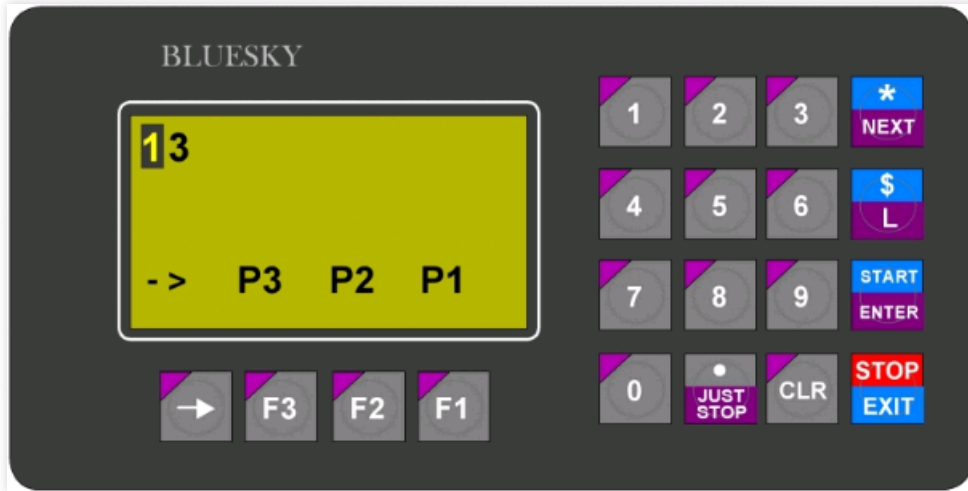 BLUESKY
13
-> P3 P2 P1
→ F3 F2 F1
1 2 3 * NEXT
4 5 6 $ L
7 8 9 START ENTER
0 • JUST STOP CLR STOP EXIT